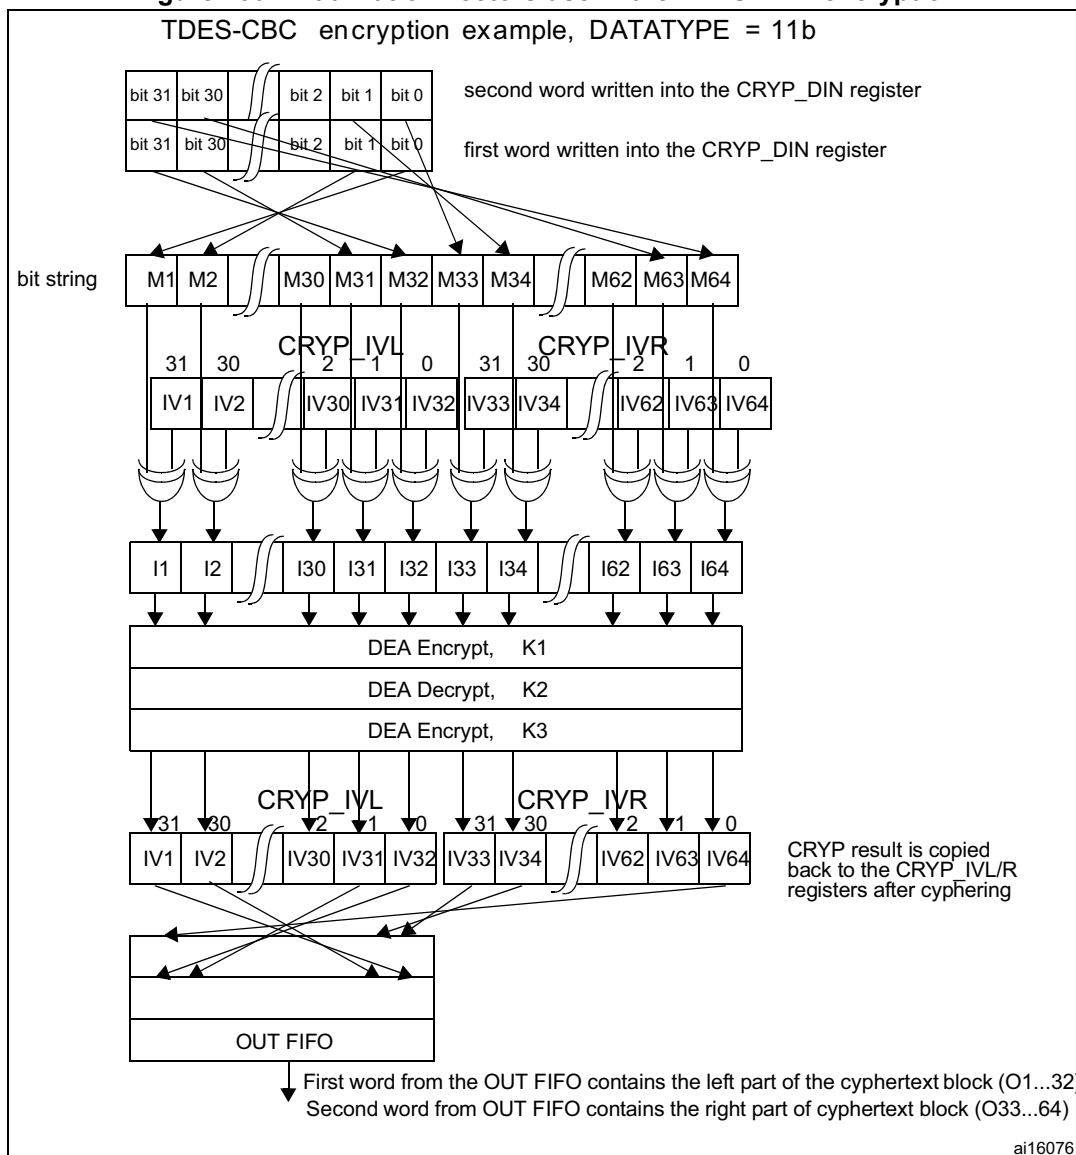 TDES-CBC encryption example, DATATYPE = 11b
bit 31 bit 30 bit 2 bit 1 bit 0 second word written into the CRYP_DIN register
bit 31 bit 30 bit 2 bit 1 bit 0 first word written into the CRYP_DIN register
bit string M1 M2 M30 M31 M32 M33 M34 M62 M63 M64
CRYP_IVL CRYP_IVR
31 30 2 1 0 31 30 2 1 0
IV1 IV2 IV30 IV31 IV32 IV33 IV34 IV62 IV63 IV64
I1 I2 I30 I31 I32 I33 I34 I62 I63 I64
DEA Encrypt, K1
DEA Decrypt, K2
DEA Encrypt, K3
CRYP_IVL CRYP_IVR
31 30 2 1 0 31 30 2 1 0
IV1 IV2 IV30 IV31 IV32 IV33 IV34 IV62 IV63 IV64
CRYP result is copied
back to the CRYP_IVL/R
registers after cyphering
OUT FIFO
First word from the OUT FIFO contains the left part of the cyphertext block (O1...32)
Second word from OUT FIFO contains the right part of cyphertext block (O33...64)
ai16076